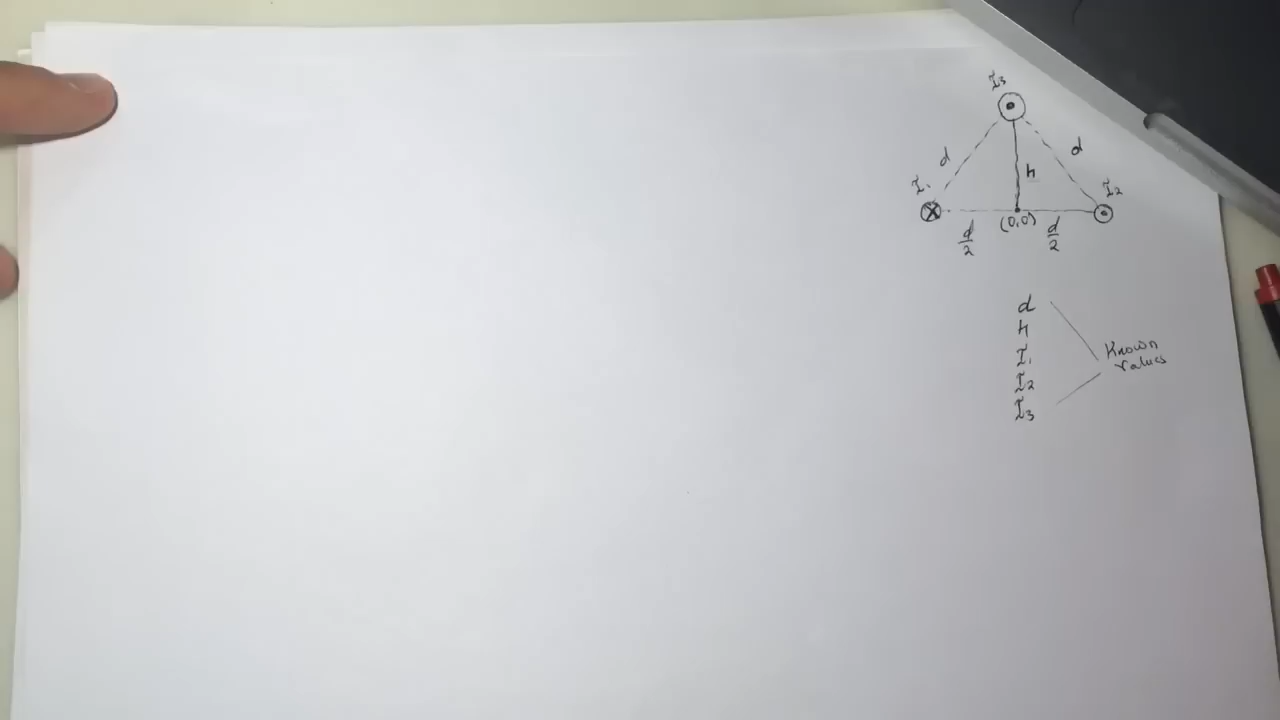 I₃
d
d
h
I₁
I₂
(0,0)
d/2
d/2
d
h
I₁
I₂
I₃
Known
values